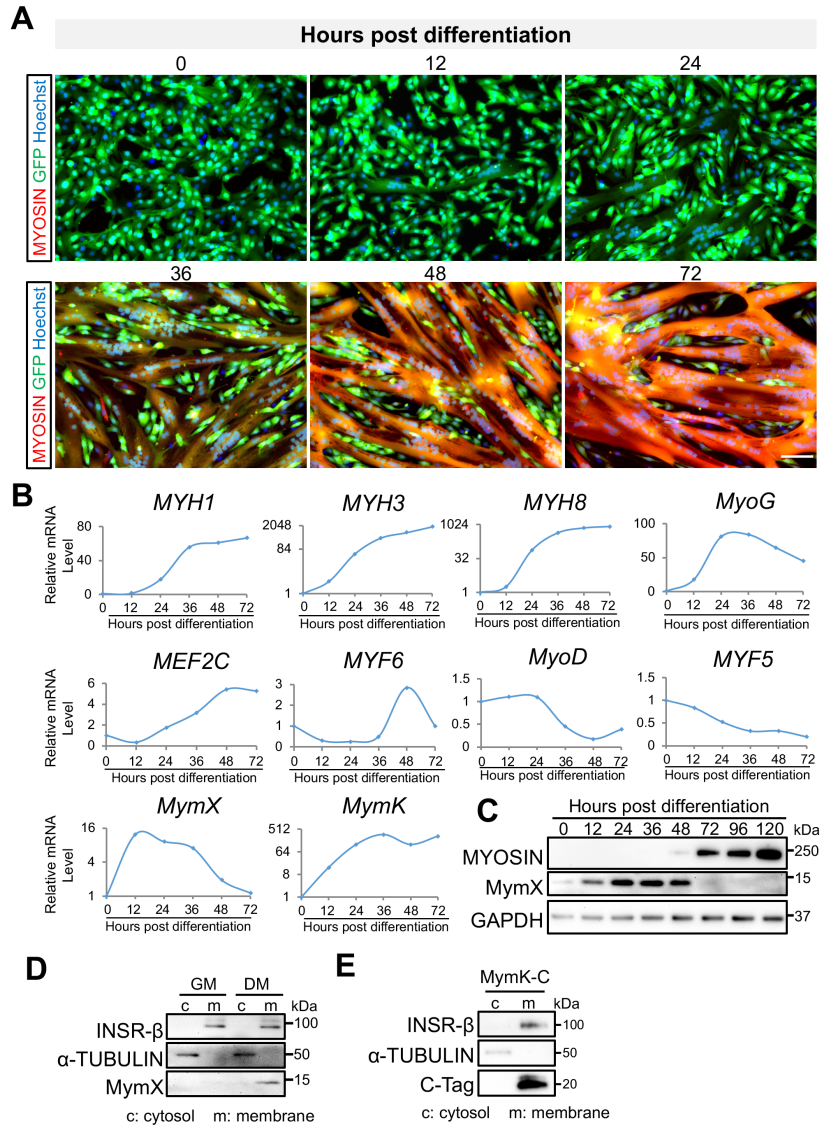 A
Hours post differentiation
0 12 24
MYOSIN GFP Hoechst
36 48 72
MYOSIN GFP Hoechst
B
MYH1 MYH3 MYH8 MyoG
Relative mRNA Level
80 40 0
2048 84 1
1024 32 1
100 50 0
0 12 24 36 48 72 0 12 24 36 48 72 0 12 24 36 48 72 0 12 24 36 48 72
Hours post differentiation Hours post differentiation Hours post differentiation Hours post differentiation
MEF2C MYF6 MyoD MYF5
Relative mRNA Level
6 4 2 0
3 2 1 0
1.5 1 0.5 0
1.5 1 0.5 0
0 12 24 36 48 72 0 12 24 36 48 72 0 12 24 36 48 72 0 12 24 36 48 72
Hours post differentiation Hours post differentiation Hours post differentiation Hours post differentiation
MymX MymK
Relative mRNA Level
16 4 1
512 64 8 1
0 12 24 36 48 72 0 12 24 36 48 72
Hours post differentiation Hours post differentiation
C
Hours post differentiation
0 12 24 36 48 72 96 120 kDa
MYOSIN 250
MymX 15
GAPDH 37
D
GM DM
c m c m kDa
INSR-β 100
α-TUBULIN 50
MymX 15
c: cytosol m: membrane
E
MymK-C
c m kDa
INSR-β 100
α-TUBULIN 50
C-Tag 20
c: cytosol m: membrane